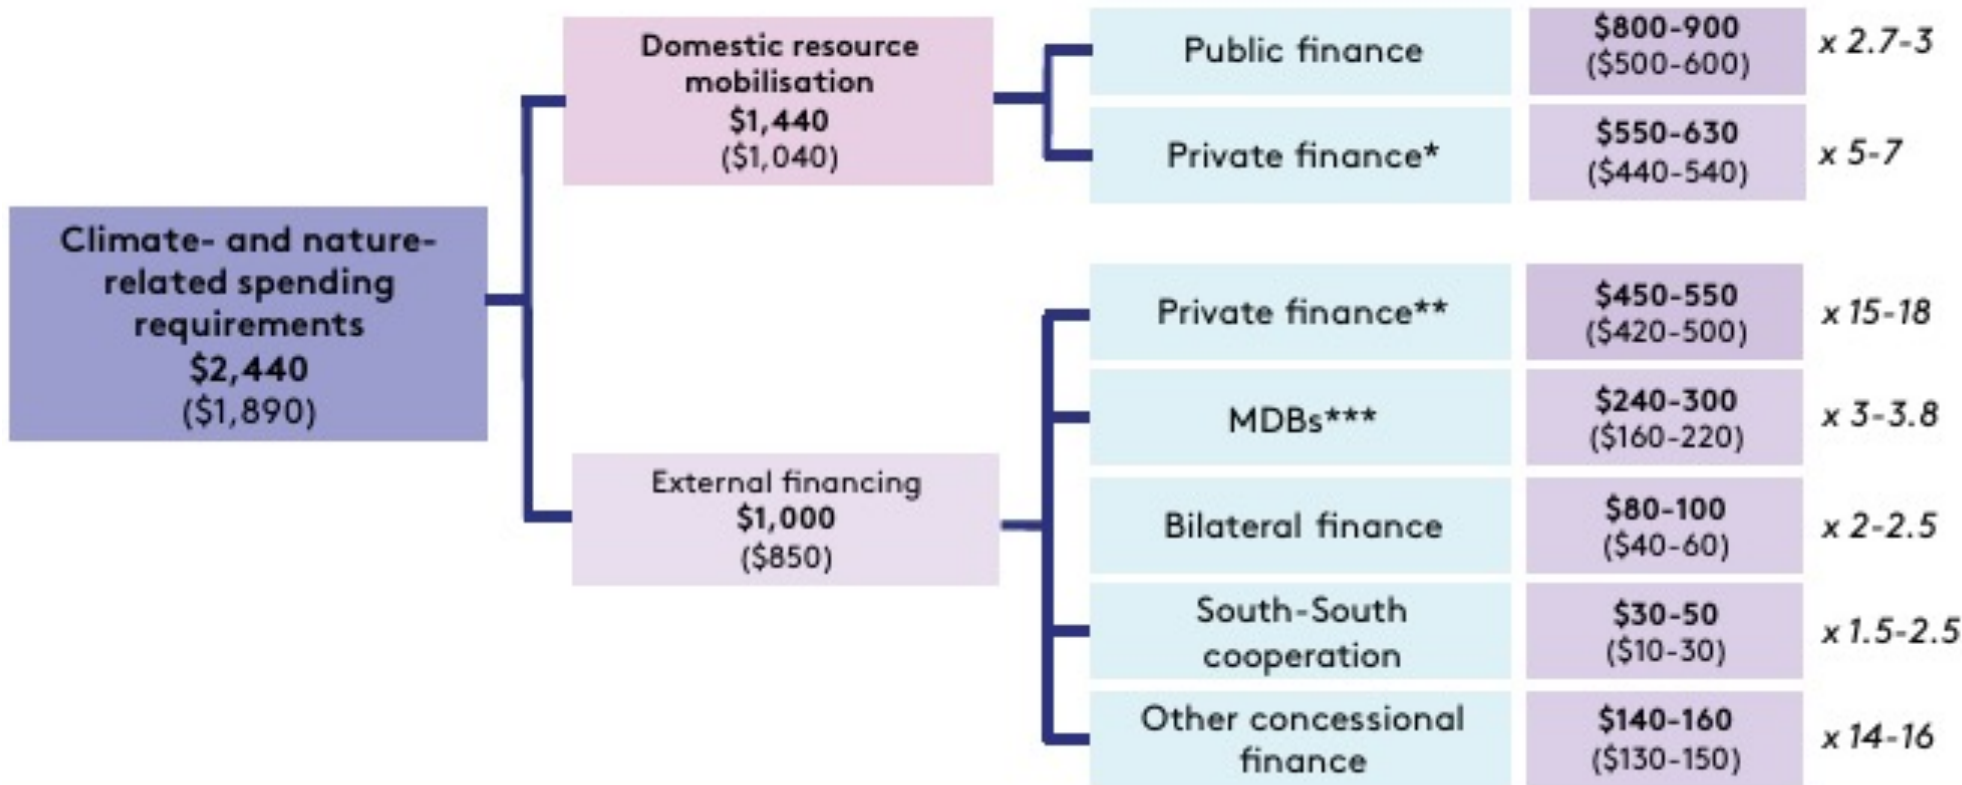 Climate- and nature-
related spending
requirements
$2,440
($1,890)
Domestic resource
mobilisation
$1,440
($1,040)
Public finance
$800-900
($500-600)
x 2.7-3
Private finance*
$550-630
($440-540)
x 5-7
External financing
$1,000
($850)
Private finance**
$450-550
($420-500)
x 15-18
MDBs***
$240-300
($160-220)
x 3-3.8
Bilateral finance
$80-100
($40-60)
x 2-2.5
South-South
cooperation
$30-50
($10-30)
x 1.5-2.5
Other concessional
finance
$140-160
($130-150)
x 14-16